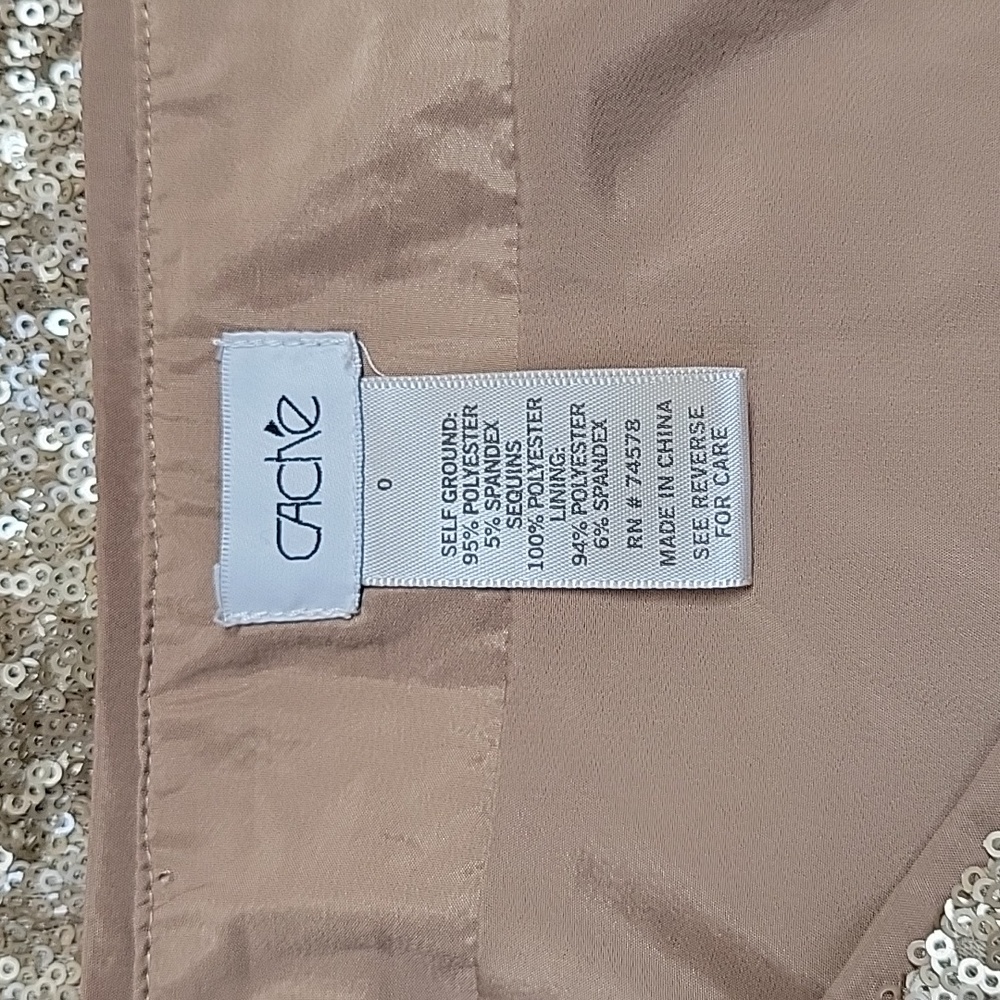 CACHE
0
SELF GROUND:
95% POLYESTER
5% SPANDEX
SEQUINS
100% POLYESTER
LINING:
94% POLYESTER
6% SPANDEX
RN # 74578
MADE IN CHINA
SEE REVERSE
FOR CARE